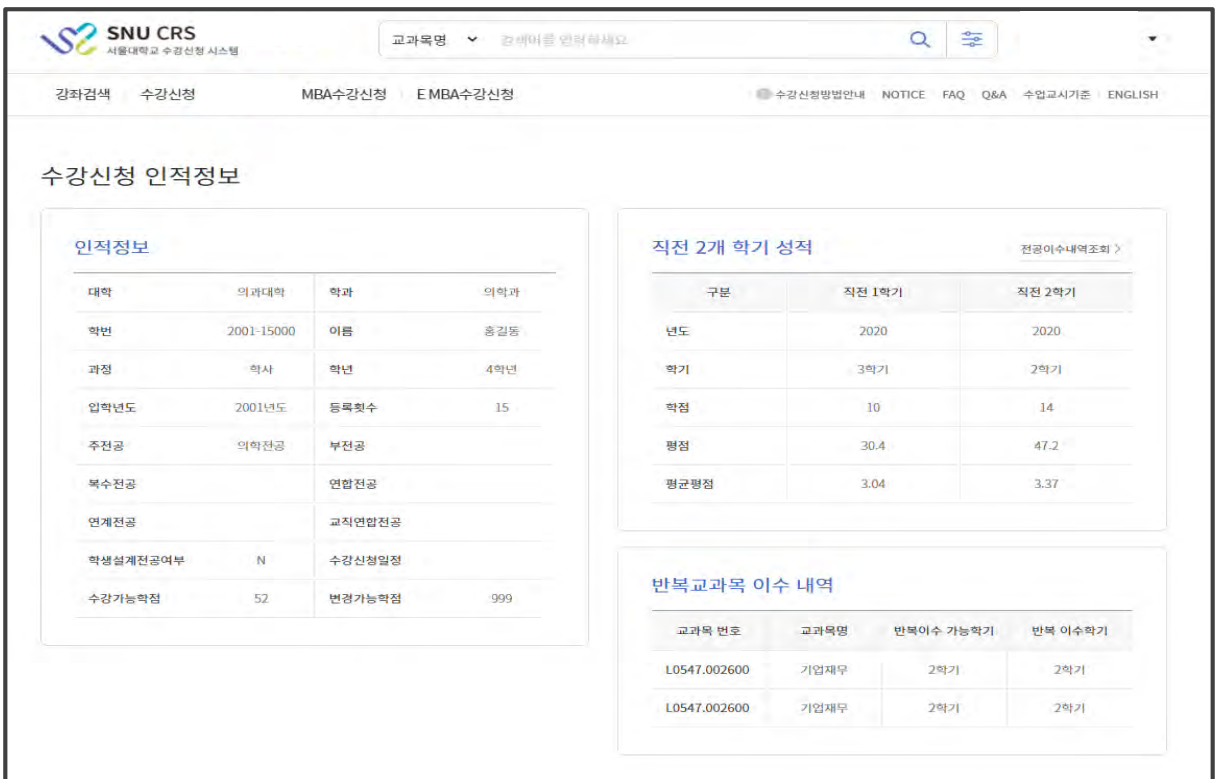 SNU CRS
서울대학교 수강신청 시스템
교과목명 검색어를 입력하세요
강좌검색 수강신청 MBA수강신청 E MBA수강신청
수강신청방법안내 NOTICE FAQ Q&A 수업교시기준 ENGLISH
수강신청 인적정보
인적정보
대학 의과대학 학과 의학과
학번 2001-15000 이름 홍길동
과정 학사 학년 4학년
입학년도 2001년도 등록횟수 15
주전공 의학전공 부전공
복수전공 연합전공
연계전공 교직연합전공
학생설계전공여부 N 수강신청일정
수강가능학점 52 변경가능학점 999
직전 2개 학기 성적 전공이수내역조회 >
구분 직전 1학기 직전 2학기
년도 2020 2020
학기 3학기 2학기
학점 10 14
평점 30.4 47.2
평균평점 3.04 3.37
반복교과목 이수 내역
교과목 번호 교과목명 반복이수 가능학기 반복 이수학기
L0547.002600 기업재무 2학기 2학기
L0547.002600 기업재무 2학기 2학기